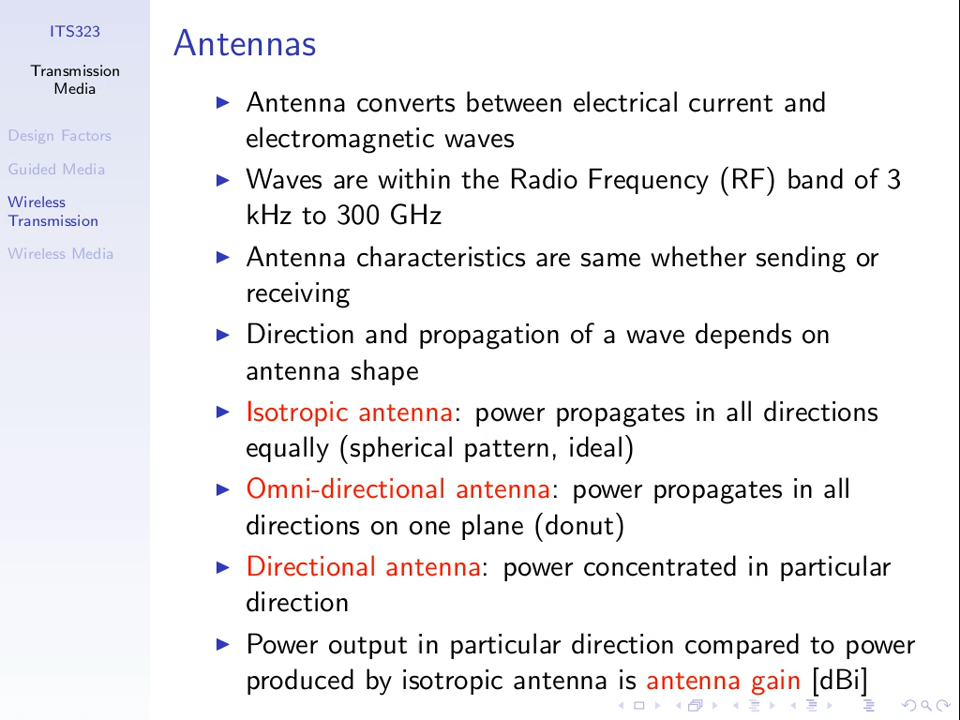 ITS323
Transmission
Media
Design Factors
Guided Media
Wireless
Transmission
Wireless Media
Antennas
Antenna converts between electrical current and
electromagnetic waves
Waves are within the Radio Frequency (RF) band of 3
kHz to 300 GHz
Antenna characteristics are same whether sending or
receiving
Direction and propagation of a wave depends on
antenna shape
Isotropic antenna: power propagates in all directions
equally (spherical pattern, ideal)
Omni-directional antenna: power propagates in all
directions on one plane (donut)
Directional antenna: power concentrated in particular
direction
Power output in particular direction compared to power
produced by isotropic antenna is antenna gain [dBi]